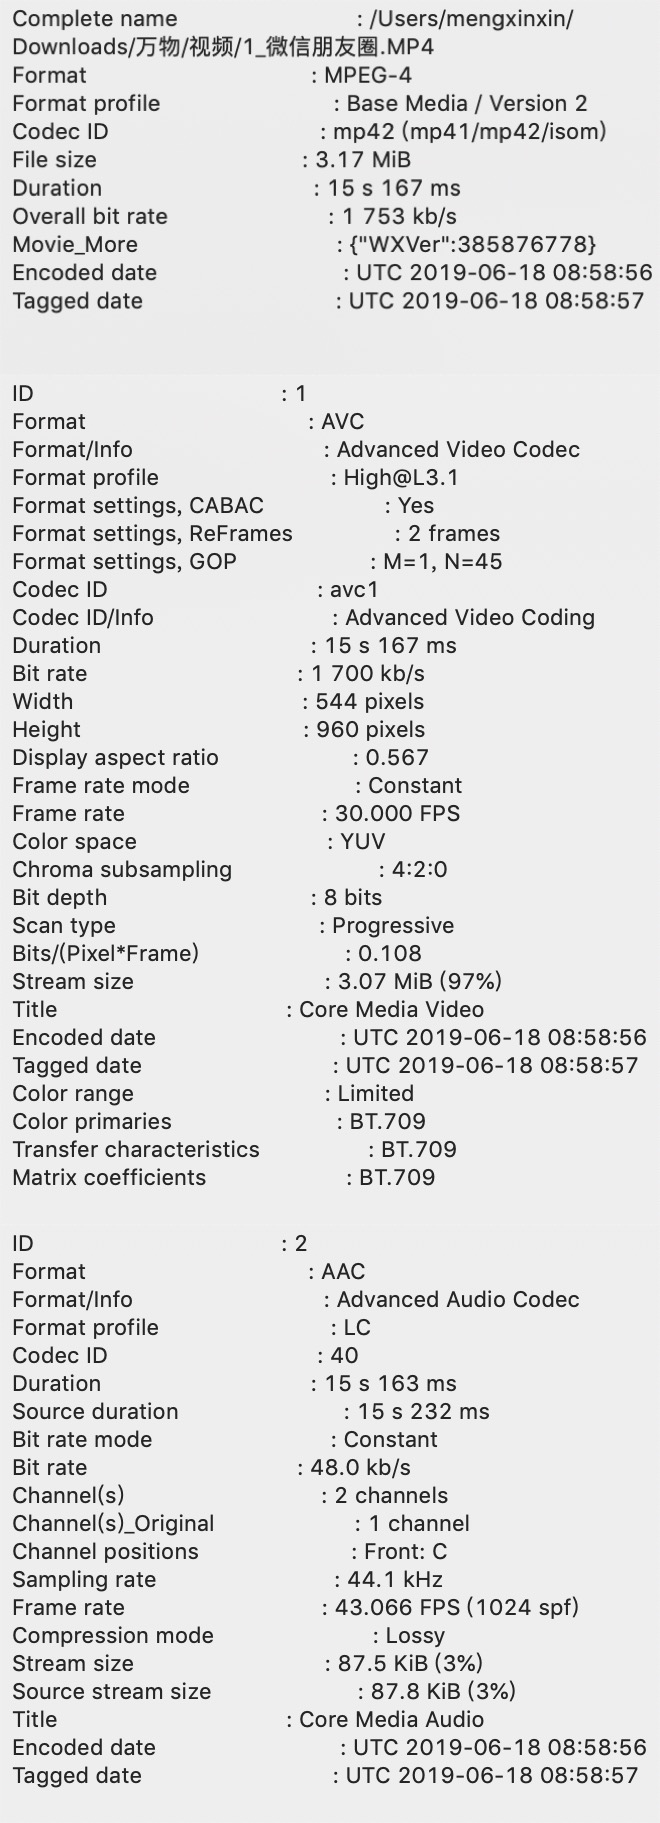 Complete name : /Users/mengxinxin/
Downloads/万物/视频/1_微信朋友圈.MP4
Format : MPEG-4
Format profile : Base Media / Version 2
Codec ID : mp42 (mp41/mp42/isom)
File size : 3.17 MiB
Duration : 15 s 167 ms
Overall bit rate : 1 753 kb/s
Movie_More : {"WXVer":385876778}
Encoded date : UTC 2019-06-18 08:58:56
Tagged date : UTC 2019-06-18 08:58:57
ID : 1
Format : AVC
Format/Info : Advanced Video Codec
Format profile : High@L3.1
Format settings, CABAC : Yes
Format settings, ReFrames : 2 frames
Format settings, GOP : M=1, N=45
Codec ID : avc1
Codec ID/Info : Advanced Video Coding
Duration : 15 s 167 ms
Bit rate : 1 700 kb/s
Width : 544 pixels
Height : 960 pixels
Display aspect ratio : 0.567
Frame rate mode : Constant
Frame rate : 30.000 FPS
Color space : YUV
Chroma subsampling : 4:2:0
Bit depth : 8 bits
Scan type : Progressive
Bits/(Pixel*Frame) : 0.108
Stream size : 3.07 MiB (97%)
Title : Core Media Video
Encoded date : UTC 2019-06-18 08:58:56
Tagged date : UTC 2019-06-18 08:58:57
Color range : Limited
Color primaries : BT.709
Transfer characteristics : BT.709
Matrix coefficients : BT.709
ID : 2
Format : AAC
Format/Info : Advanced Audio Codec
Format profile : LC
Codec ID : 40
Duration : 15 s 163 ms
Source duration : 15 s 232 ms
Bit rate mode : Constant
Bit rate : 48.0 kb/s
Channel(s) : 2 channels
Channel(s)_Original : 1 channel
Channel positions : Front: C
Sampling rate : 44.1 kHz
Frame rate : 43.066 FPS (1024 spf)
Compression mode : Lossy
Stream size : 87.5 KiB (3%)
Source stream size : 87.8 KiB (3%)
Title : Core Media Audio
Encoded date : UTC 2019-06-18 08:58:56
Tagged date : UTC 2019-06-18 08:58:57